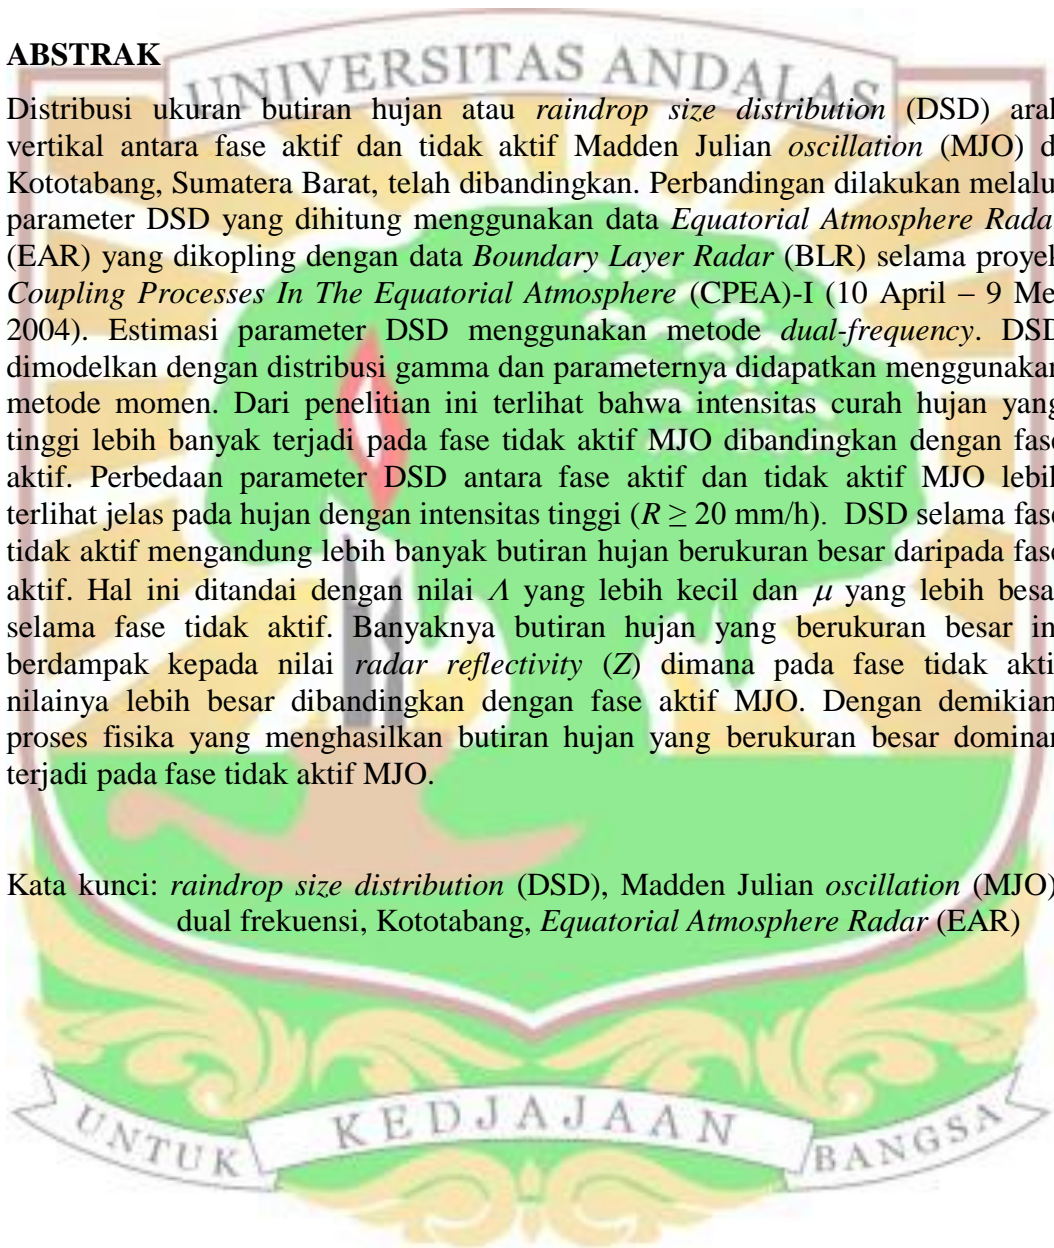 ABSTRAK
UNIVERSITAS ANDALAS
Distribusi ukuran butiran hujan atau raindrop size distribution (DSD) arah
vertikal antara fase aktif dan tidak aktif Madden Julian oscillation (MJO) d
Kototabang, Sumatera Barat, telah dibandingkan. Perbandingan dilakukan melalu
parameter DSD yang dihitung menggunakan data Equatorial Atmosphere Rada
(EAR) yang dikopling dengan data Boundary Layer Radar (BLR) selama proyek
Coupling Processes In The Equatorial Atmosphere (CPEA)-I (10 April – 9 Me
2004). Estimasi parameter DSD menggunakan metode dual-frequency. DSD
dimodelkan dengan distribusi gamma dan parameternya didapatkan menggunakan
metode momen. Dari penelitian ini terlihat bahwa intensitas curah hujan yang
tinggi lebih banyak terjadi pada fase tidak aktif MJO dibandingkan dengan fase
aktif. Perbedaan parameter DSD antara fase aktif dan tidak aktif MJO lebih
terlihat jelas pada hujan dengan intensitas tinggi (R ≥ 20 mm/h). DSD selama fase
tidak aktif mengandung lebih banyak butiran hujan berukuran besar daripada fase
aktif. Hal ini ditandai dengan nilai Λ yang lebih kecil dan μ yang lebih besa
selama fase tidak aktif. Banyaknya butiran hujan yang berukuran besar in
berdampak kepada nilai radar reflectivity (Z) dimana pada fase tidak akti
nilainya lebih besar dibandingkan dengan fase aktif MJO. Dengan demikian
proses fisika yang menghasilkan butiran hujan yang berukuran besar dominan
terjadi pada fase tidak aktif MJO.
Kata kunci: raindrop size distribution (DSD), Madden Julian oscillation (MJO)
dual frekuensi, Kototabang, Equatorial Atmosphere Radar (EAR)
UNTUK KEDJAJAAN BANGSA